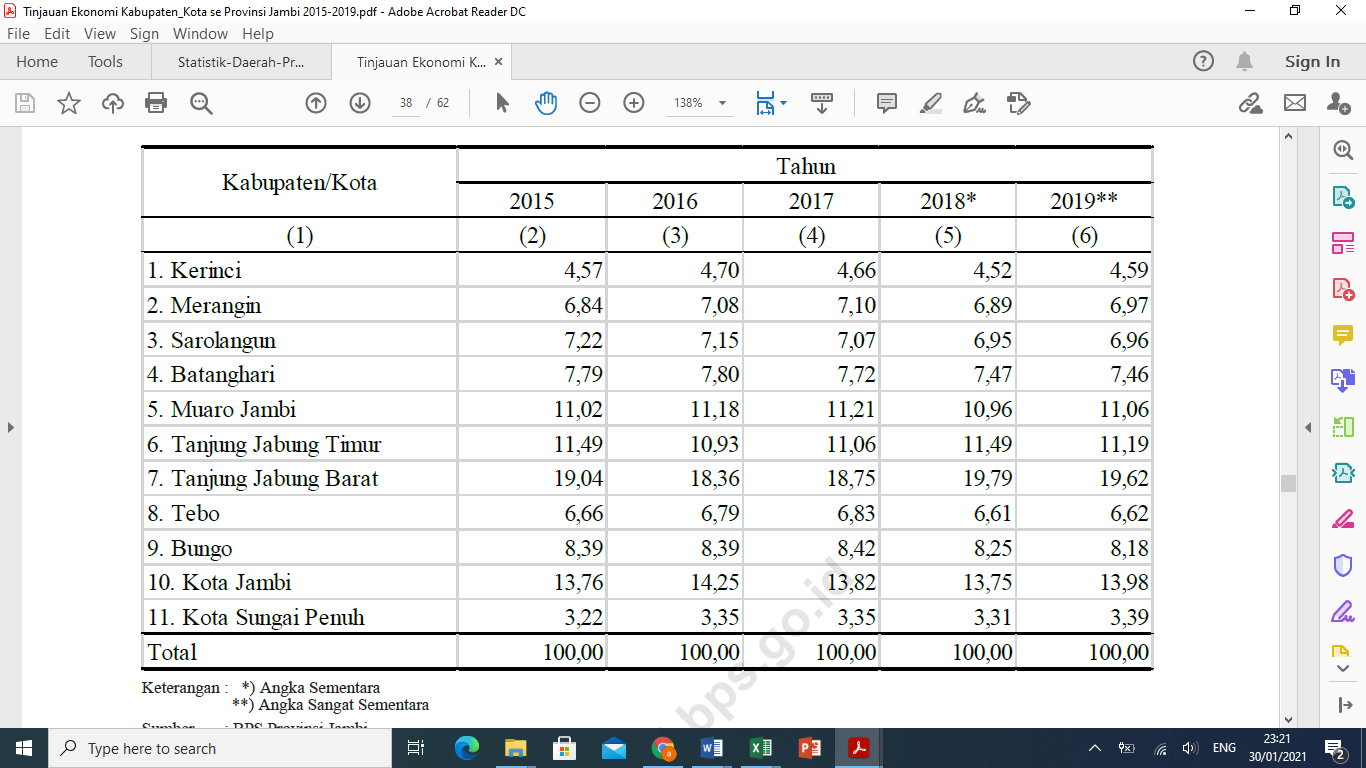 Tinjauan Ekonomi Kabupaten_Kota se Provinsi Jambi 2015-2019.pdf - Adobe Acrobat Reader DC
File Edit View Sign Window Help
Home Tools Statistik-Daerah-Pr... Tinjauan Ekonomi K... × Sign In
38 / 62 138%
Kabupaten/Kota Tahun
2015 2016 2017 2018* 2019**
(1) (2) (3) (4) (5) (6)
1. Kerinci 4,57 4,70 4,66 4,52 4,59
2. Merangin 6,84 7,08 7,10 6,89 6,97
3. Sarolangun 7,22 7,15 7,07 6,95 6,96
4. Batanghari 7,79 7,80 7,72 7,47 7,46
5. Muaro Jambi 11,02 11,18 11,21 10,96 11,06
6. Tanjung Jabung Timur 11,49 10,93 11,06 11,49 11,19
7. Tanjung Jabung Barat 19,04 18,36 18,75 19,79 19,62
8. Tebo 6,66 6,79 6,83 6,61 6,62
9. Bungo 8,39 8,39 8,42 8,25 8,18
10. Kota Jambi 13,76 14,25 13,82 13,75 13,98
11. Kota Sungai Penuh 3,22 3,35 3,35 3,31 3,39
Total 100,00 100,00 100,00 100,00 100,00
Keterangan : *) Angka Sementara
**) Angka Sangat Sementara
Sumber : BPS Provinsi Jambi
bps.go.id
Type here to search
ENG
23:21
30/01/2021
2